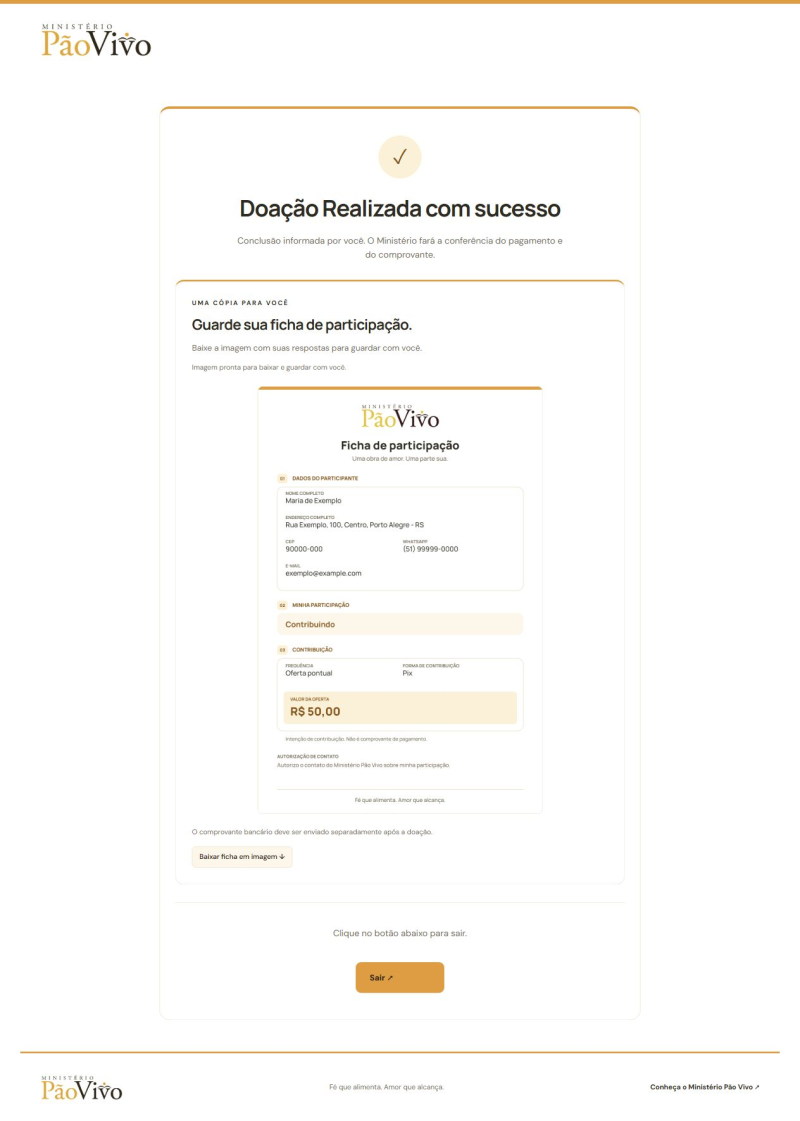 MINISTÉRIO
PãoVivo
Doação Realizada com sucesso
Conclusão informada por você. O Ministério fará a conferência do pagamento e
do comprovante.
UMA CÓPIA PARA VOCÊ
Guarde sua ficha de participação.
Baixe a imagem com suas respostas para guardar com você.
Imagem pronta para baixar e guardar com você.
MINISTÉRIO
PãoVivo
Ficha de participação
Uma obra de amor. Uma parte sua.
01 DADOS DO PARTICIPANTE
NOME COMPLETO
Maria de Exemplo
ENDEREÇO COMPLETO
Rua Exemplo, 100, Centro, Porto Alegre - RS
CEP WHATSAPP
90000-000 (51) 99999-0000
E-MAIL
exemplo@example.com
02 MINHA PARTICIPAÇÃO
Contribuindo
03 CONTRIBUIÇÃO
FREQUÊNCIA FORMA DE CONTRIBUIÇÃO
Oferta pontual Pix
VALOR DA OFERTA
R$ 50,00
Intenção de contribuição. Não é comprovante de pagamento.
AUTORIZAÇÃO DE CONTATO
Autorizo o contato do Ministério Pão Vivo sobre minha participação.
Fé que alimenta. Amor que alcança.
O comprovante bancário deve ser enviado separadamente após a doação.
Baixar ficha em imagem ↓
Clique no botão abaixo para sair.
Sair ↗
MINISTÉRIO
PãoVivo
Fé que alimenta. Amor que alcança.
Conheça o Ministério Pão Vivo ↗